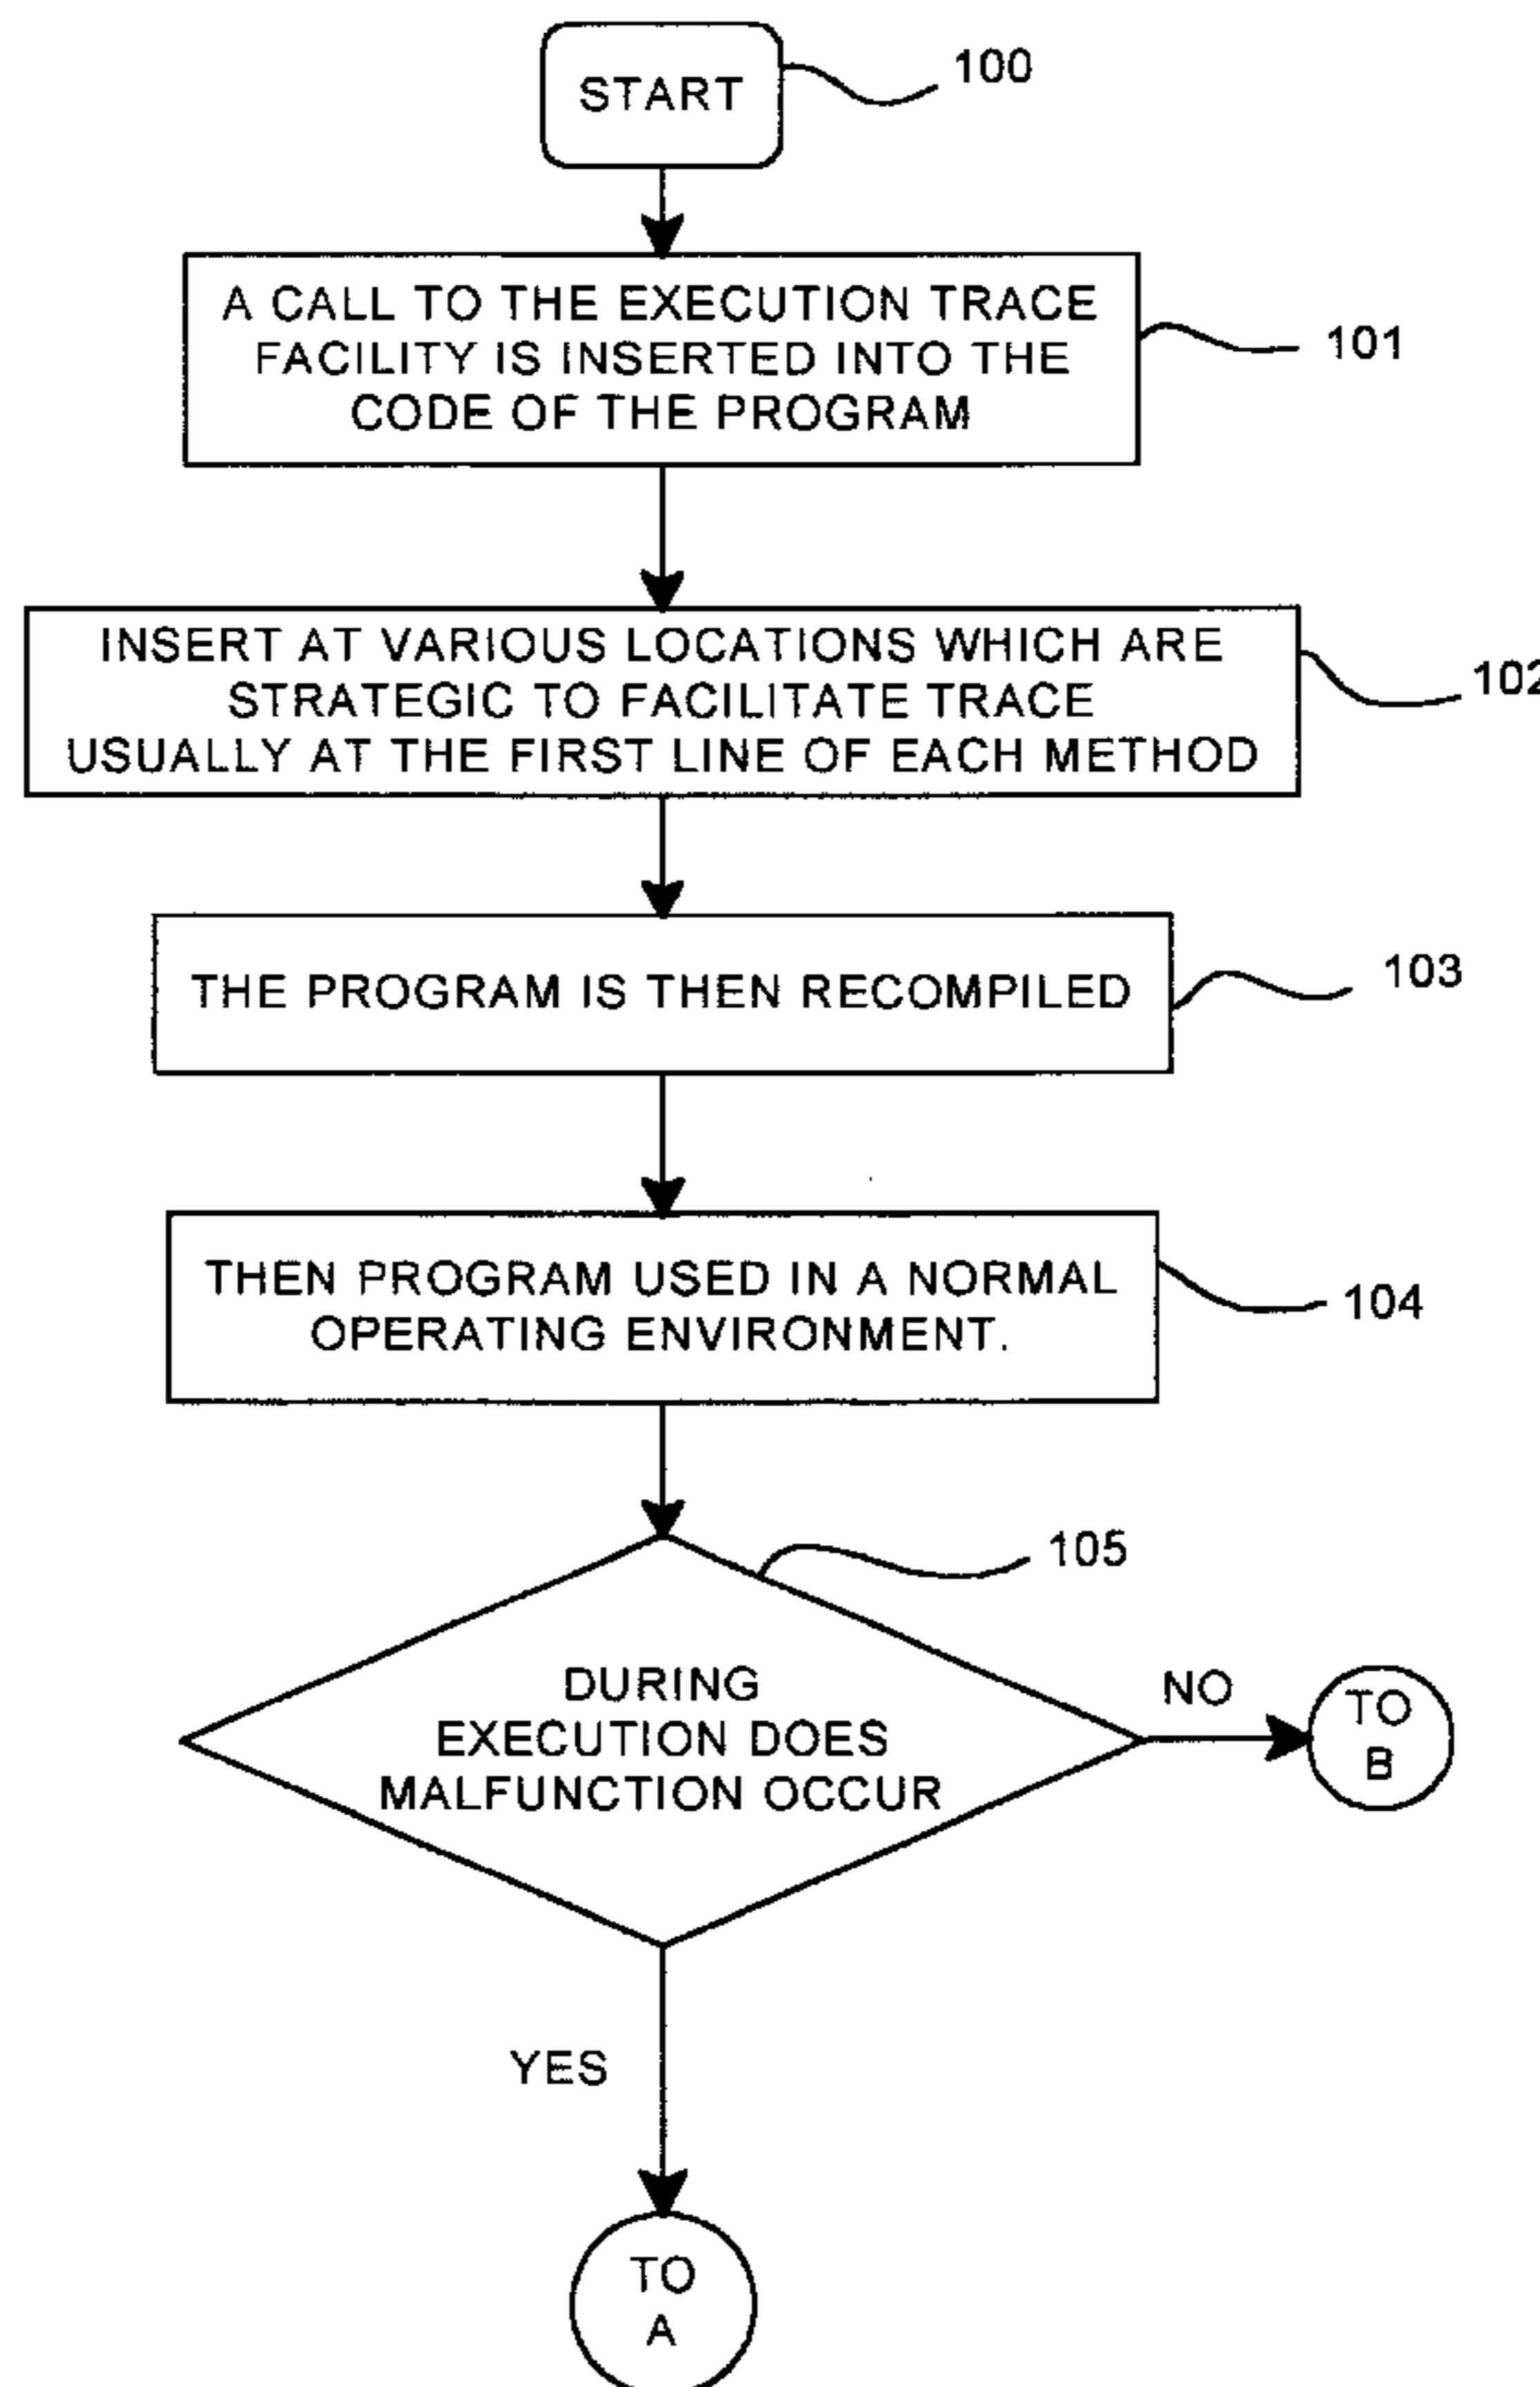 START
100
A CALL TO THE EXECUTION TRACE
FACILITY IS INSERTED INTO THE
CODE OF THE PROGRAM
101
INSERT AT VARIOUS LOCATIONS WHICH ARE
STRATEGIC TO FACILITATE TRACE
USUALLY AT THE FIRST LINE OF EACH METHOD
102
THE PROGRAM IS THEN RECOMPILED
103
THEN PROGRAM USED IN A NORMAL
OPERATING ENVIRONMENT.
104
105
DURING
EXECUTION DOES
MALFUNCTION OCCUR
NO
TO
B
YES
TO
A